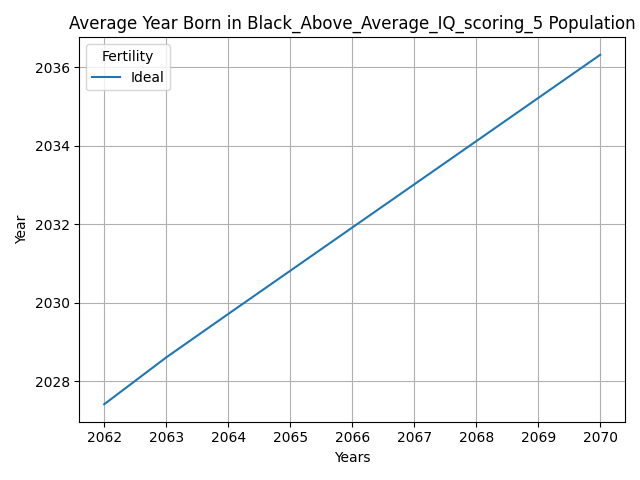 Average Year Born in Black_Above_Average_IQ_scoring_5 Population
Fertility
Ideal
2036
2034
2032
2030
2028
Year
2062 2063 2064 2065 2066 2067 2068 2069 2070
Years